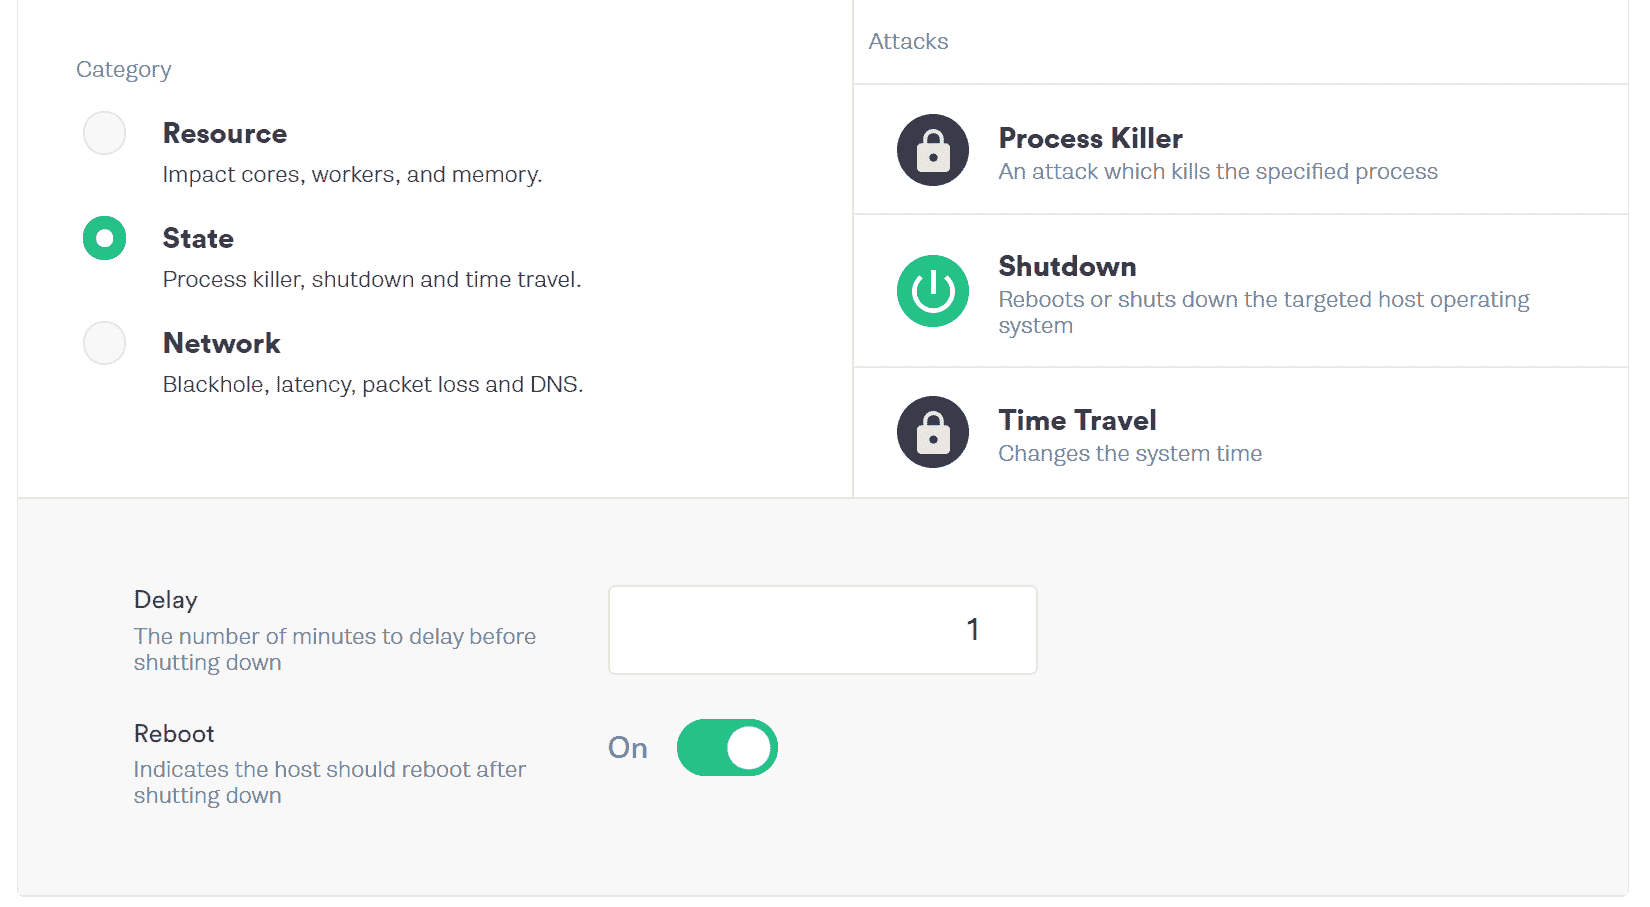 Category
Resource
Impact cores, workers, and memory.
State
Process killer, shutdown and time travel.
Network
Blackhole, latency, packet loss and DNS.
Attacks
Process Killer
An attack which kills the specified process
Shutdown
Reboots or shuts down the targeted host operating
system
Time Travel
Changes the system time
Delay
The number of minutes to delay before
shutting down
1
Reboot
Indicates the host should reboot after
shutting down
On